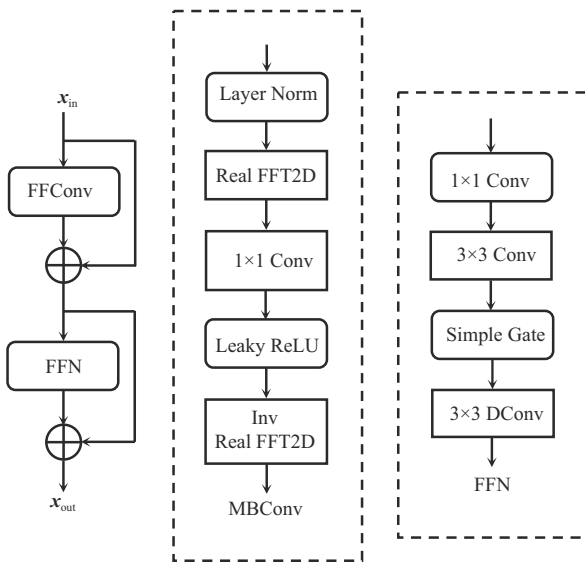 x_in
FFConv
FFN
x_out
Layer Norm
Real FFT2D
1×1 Conv
Leaky ReLU
Inv
Real FFT2D
MBConv
1×1 Conv
3×3 Conv
Simple Gate
3×3 DConv
FFN